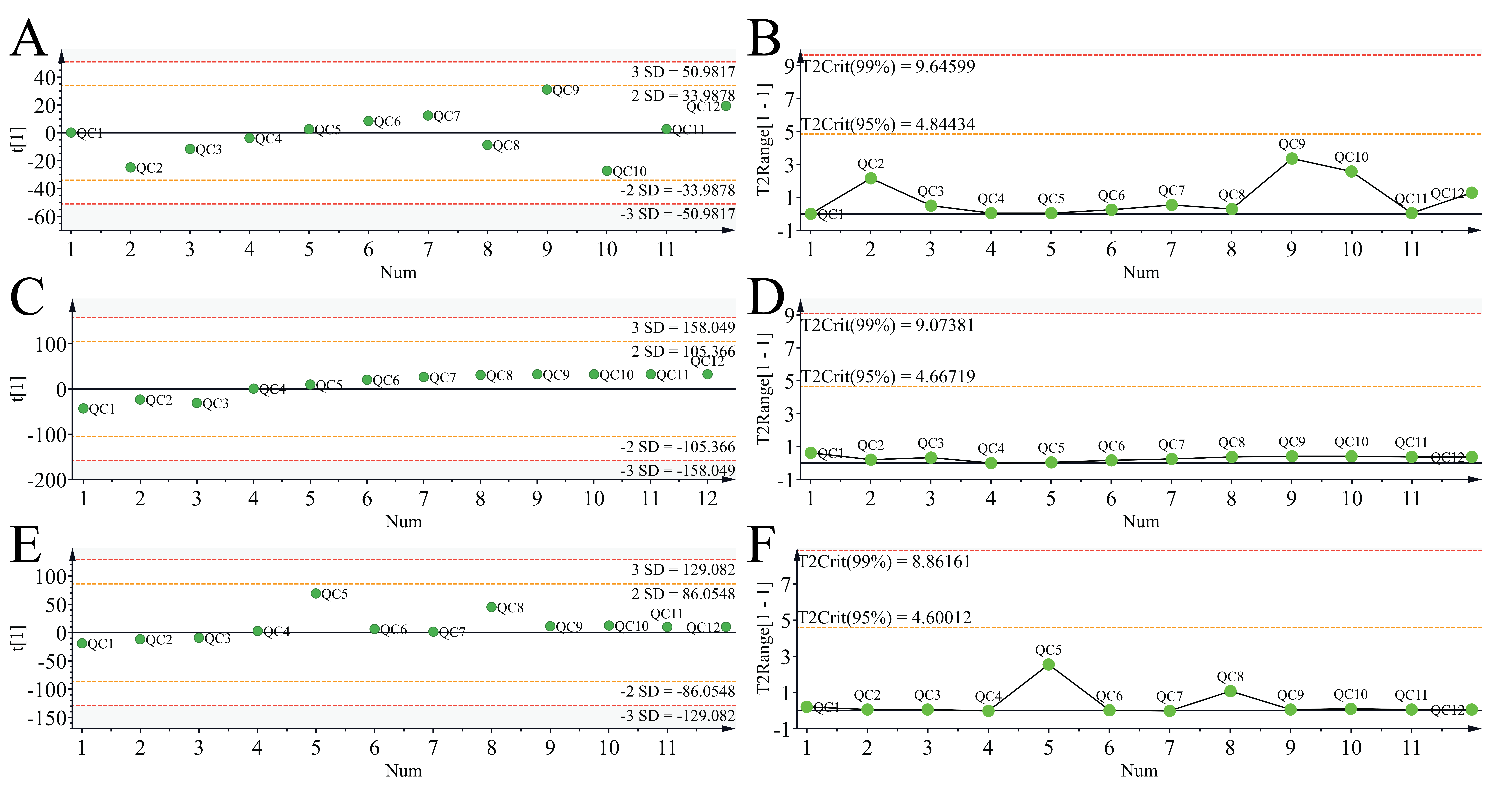 A
t[1]
40
20
0
-20
-40
-60
3 SD = 50.9817
2 SD = 33.9878
-2 SD = -33.9878
-3 SD = -50.9817
QC1
QC2
QC3
QC4
QC5
QC6
QC7
QC8
QC9
QC10
QC11
QC12
1 2 3 4 5 6 7 8 9 10 11
Num
B
T2Range[1 - 1]
9
7
5
3
1
-1
T2Crit(99%) = 9.64599
T2Crit(95%) = 4.84434
QC1
QC2
QC3
QC4
QC5
QC6
QC7
QC8
QC9
QC10
QC11
QC12
1 2 3 4 5 6 7 8 9 10 11
Num
C
t[1]
100
0
-100
-200
3 SD = 158.049
2 SD = 105.366
-2 SD = -105.366
-3 SD = -158.049
QC1
QC2
QC3
QC4
QC5
QC6
QC7
QC8
QC9
QC10
QC11
QC12
1 2 3 4 5 6 7 8 9 10 11 12
Num
D
T2Range[1 - 1]
9
7
5
3
1
-1
T2Crit(99%) = 9.07381
T2Crit(95%) = 4.66719
QC1
QC2
QC3
QC4
QC5
QC6
QC7
QC8
QC9
QC10
QC11
QC12
1 2 3 4 5 6 7 8 9 10 11
Num
E
t[1]
100
50
0
-50
-100
-150
3 SD = 129.082
2 SD = 86.0548
-2 SD = -86.0548
-3 SD = -129.082
QC1
QC2
QC3
QC4
QC5
QC6
QC7
QC8
QC9
QC10
QC11
QC12
1 2 3 4 5 6 7 8 9 10 11
Num
F
T2Range[1 - 1]
7
5
3
1
-1
T2Crit(99%) = 8.86161
T2Crit(95%) = 4.60012
QC1
QC2
QC3
QC4
QC5
QC6
QC7
QC8
QC9
QC10
QC11
QC12
1 2 3 4 5 6 7 8 9 10 11
Num